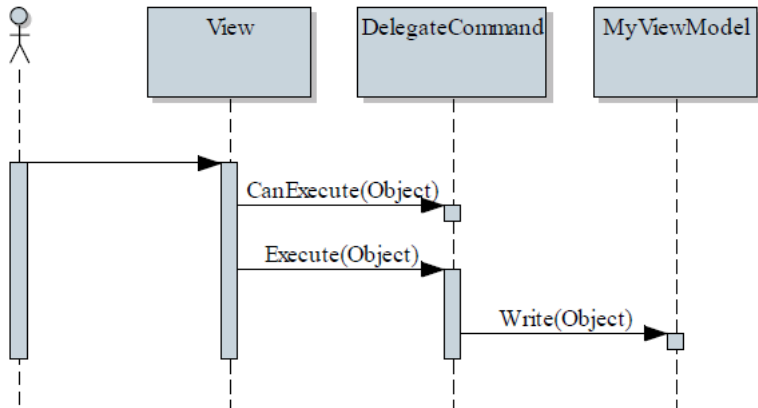 View
DelegateCommand
MyViewModel
CanExecute(Object)
Execute(Object)
Write(Object)